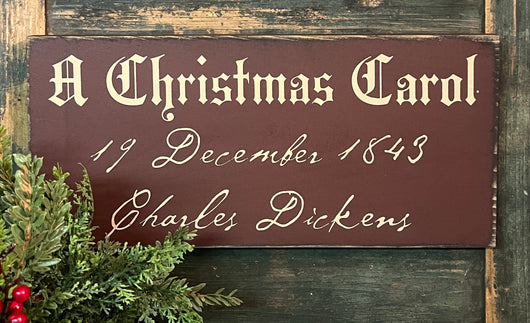 A Christmas Carol
19 December 1843
Charles Dickens